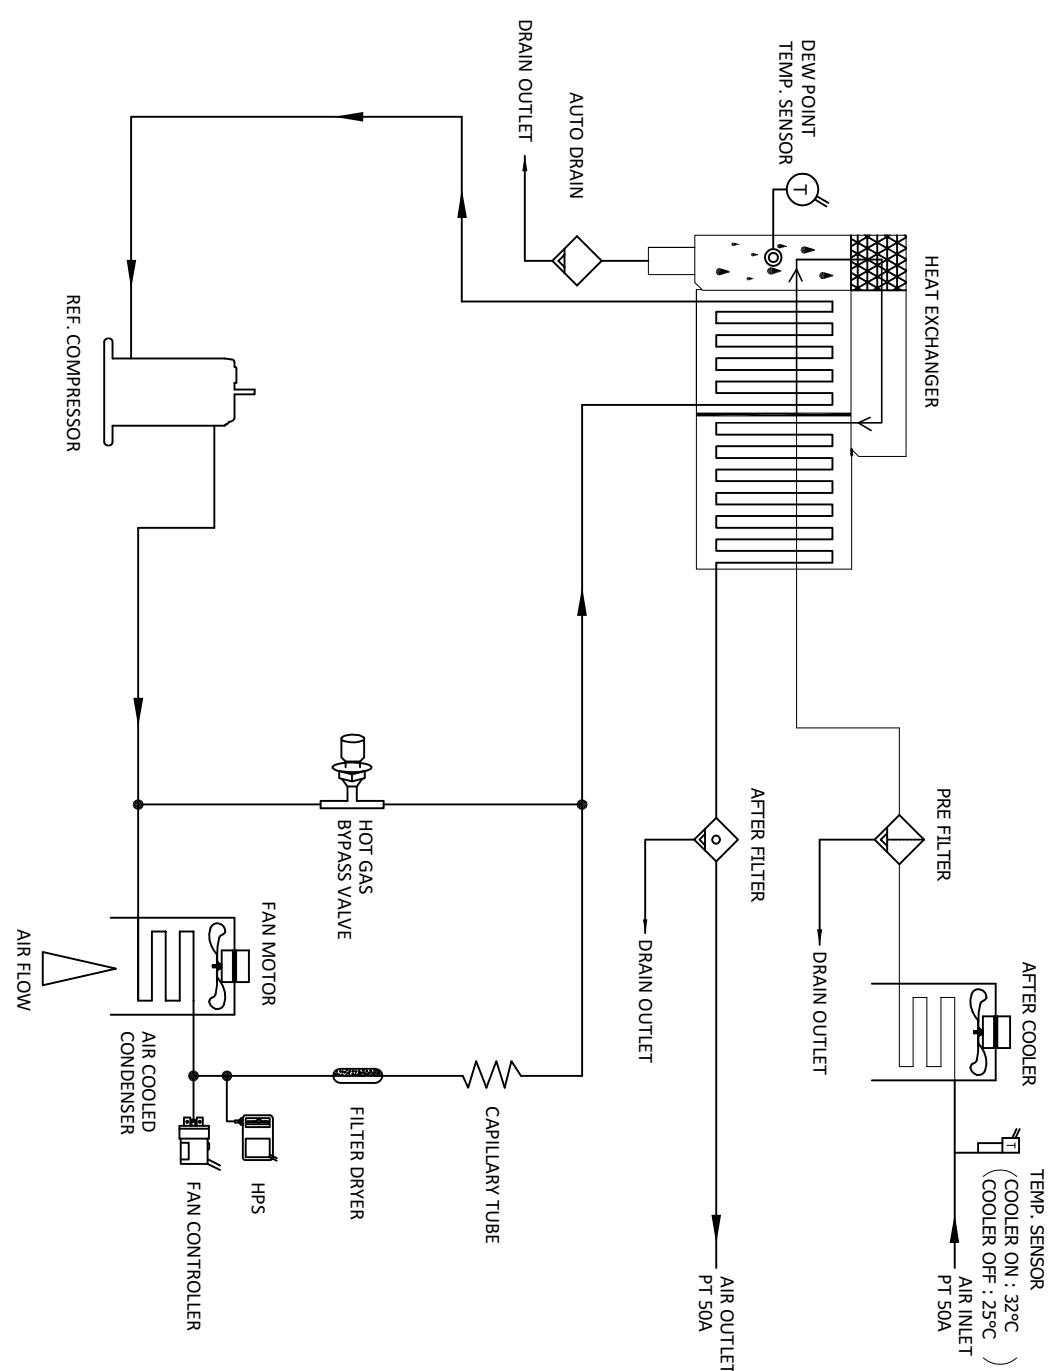 TEMP. SENSOR
(COOLER ON : 32℃
COOLER OFF : 25℃)
AIR INLET
PT 50A
AFTER COOLER
PRE FILTER
DRAIN OUTLET
HEAT EXCHANGER
DEW POINT
TEMP. SENSOR
T
T
AUTO DRAIN
DRAIN OUTLET
AFTER FILTER
DRAIN OUTLET
AIR OUTLET
PT 50A
REF. COMPRESSOR
HOT GAS
BYPASS VALVE
FAN MOTOR
AIR FLOW
AIR COOLED
CONDENSER
CAPILLARY TUBE
FILTER DRYER
HPS
FAN CONTROLLER